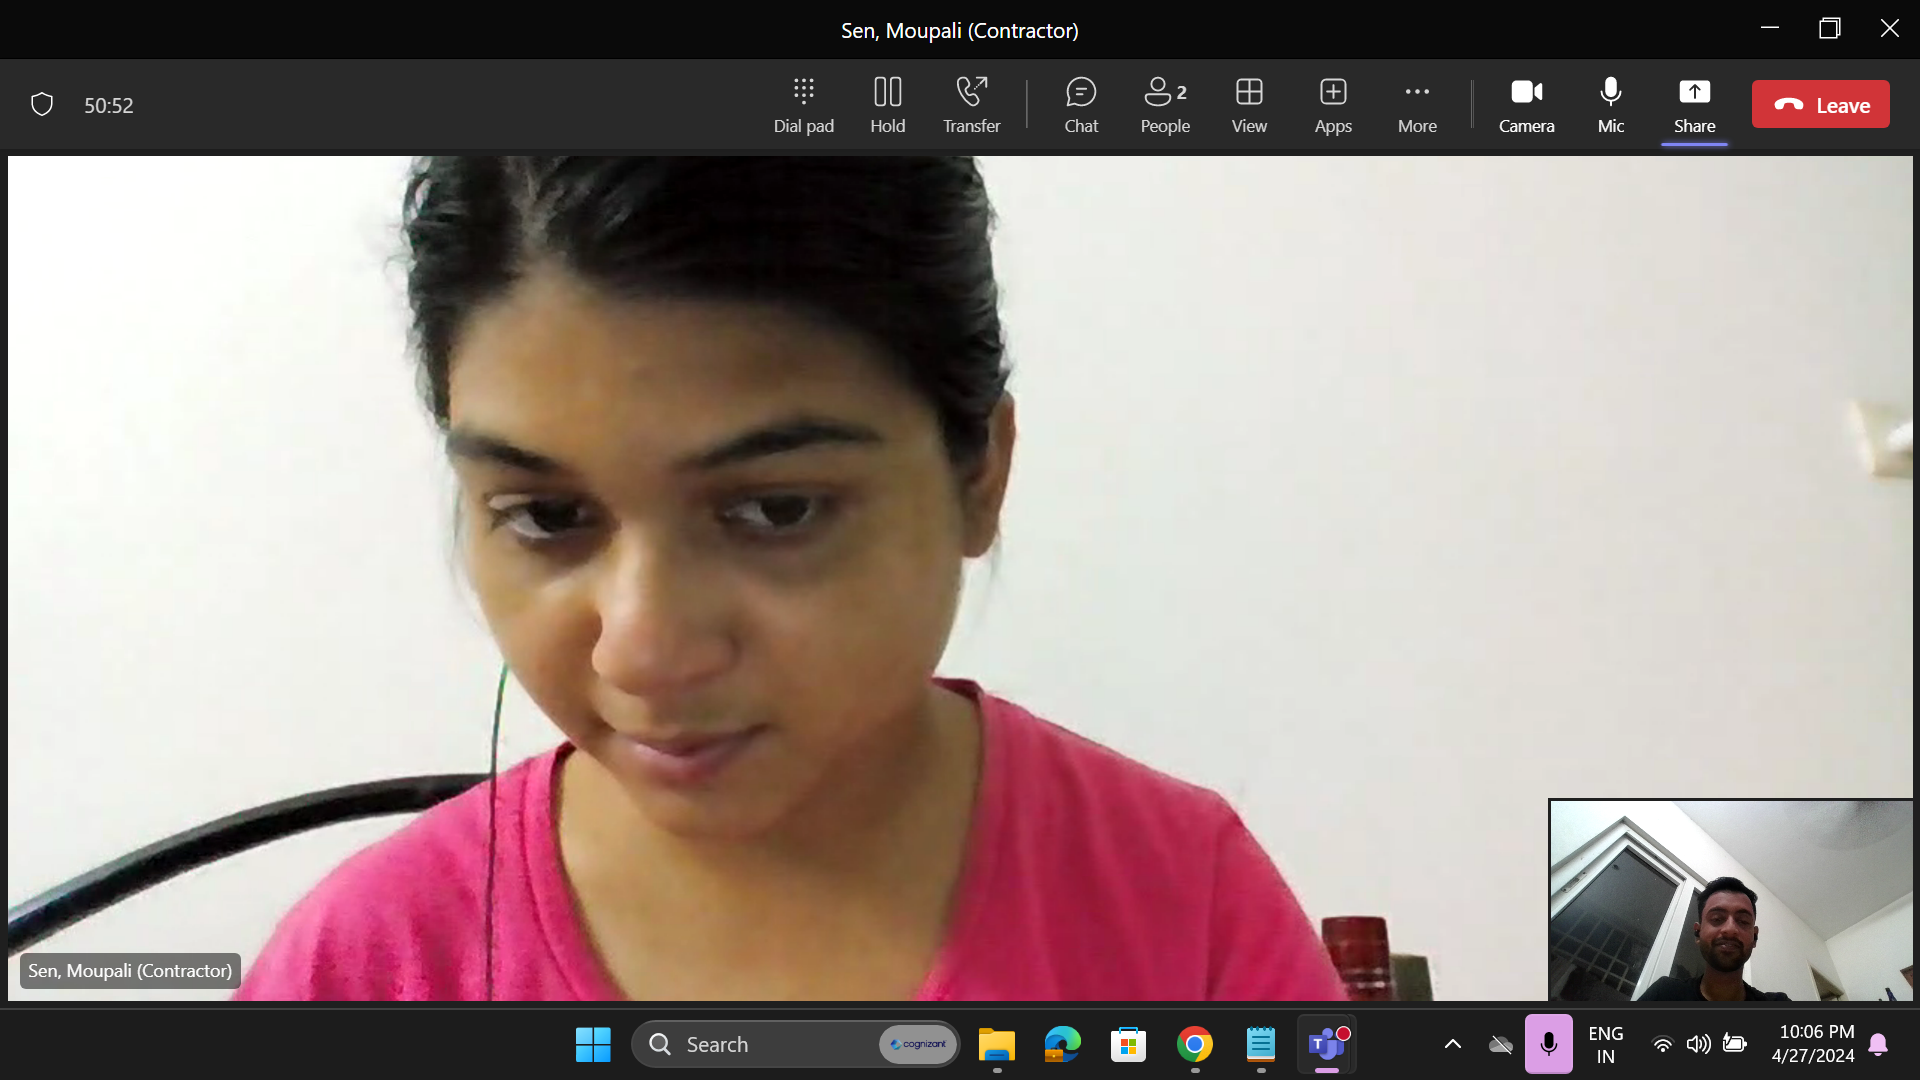 Sen, Moupali (Contractor)
50:52
Dial pad
Hold
Transfer
Chat
2
People
View
Apps
More
Camera
Mic
Share
Leave
Sen, Moupali (Contractor)
Search
cognizant
T
ENG
IN
10:06 PM
4/27/2024